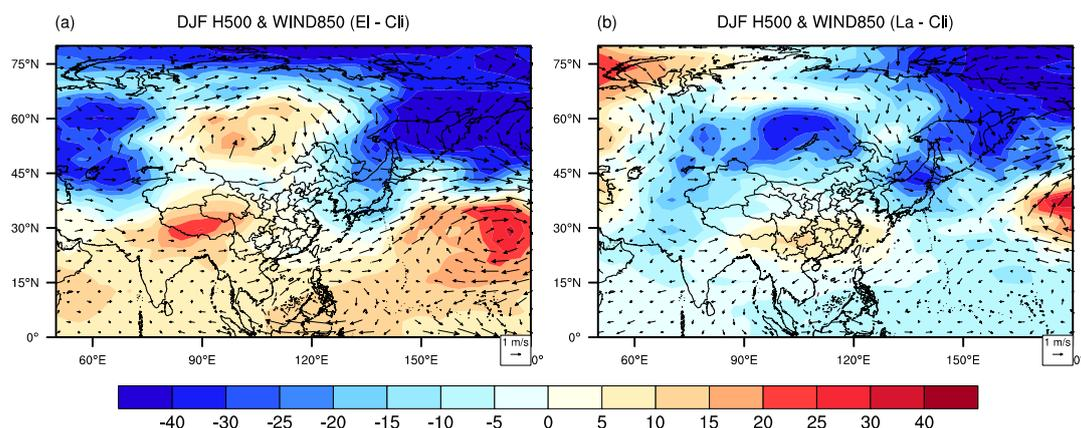 (a) DJF H500 & WIND850 (El - Cli)
75°N
60°N
45°N
30°N
15°N
0°
60°E 90°E 120°E 150°E 0°
1 m/s
(b) DJF H500 & WIND850 (La - Cli)
75°N
60°N
45°N
30°N
15°N
0°
60°E 90°E 120°E 150°E 0
1 m/s
-40 -30 -25 -20 -15 -10 -5 0 5 10 15 20 25 30 40